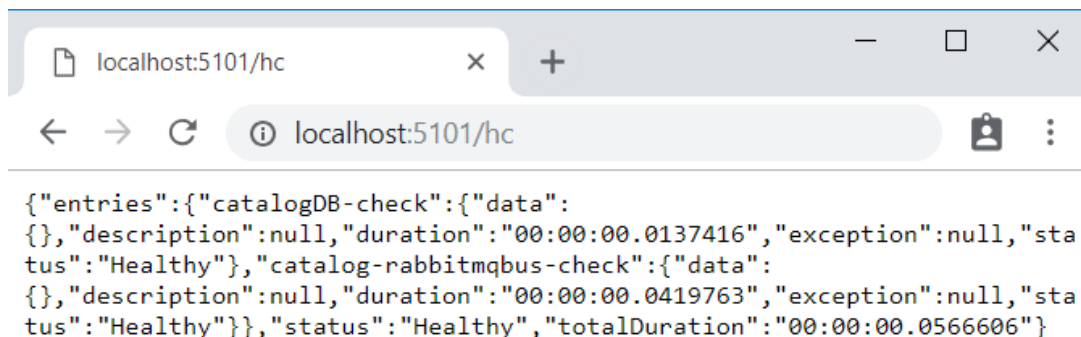 localhost:5101/hc
localhost:5101/hc
{"entries":{"catalogDB-check":{"data":
{},"description":null,"duration":"00:00:00.0137416","exception":null,"sta
tus":"Healthy"},"catalog-rabbitmqbus-check":{"data":
{},"description":null,"duration":"00:00:00.0419763","exception":null,"sta
tus":"Healthy"}},"status":"Healthy","totalDuration":"00:00:00.0566606"}